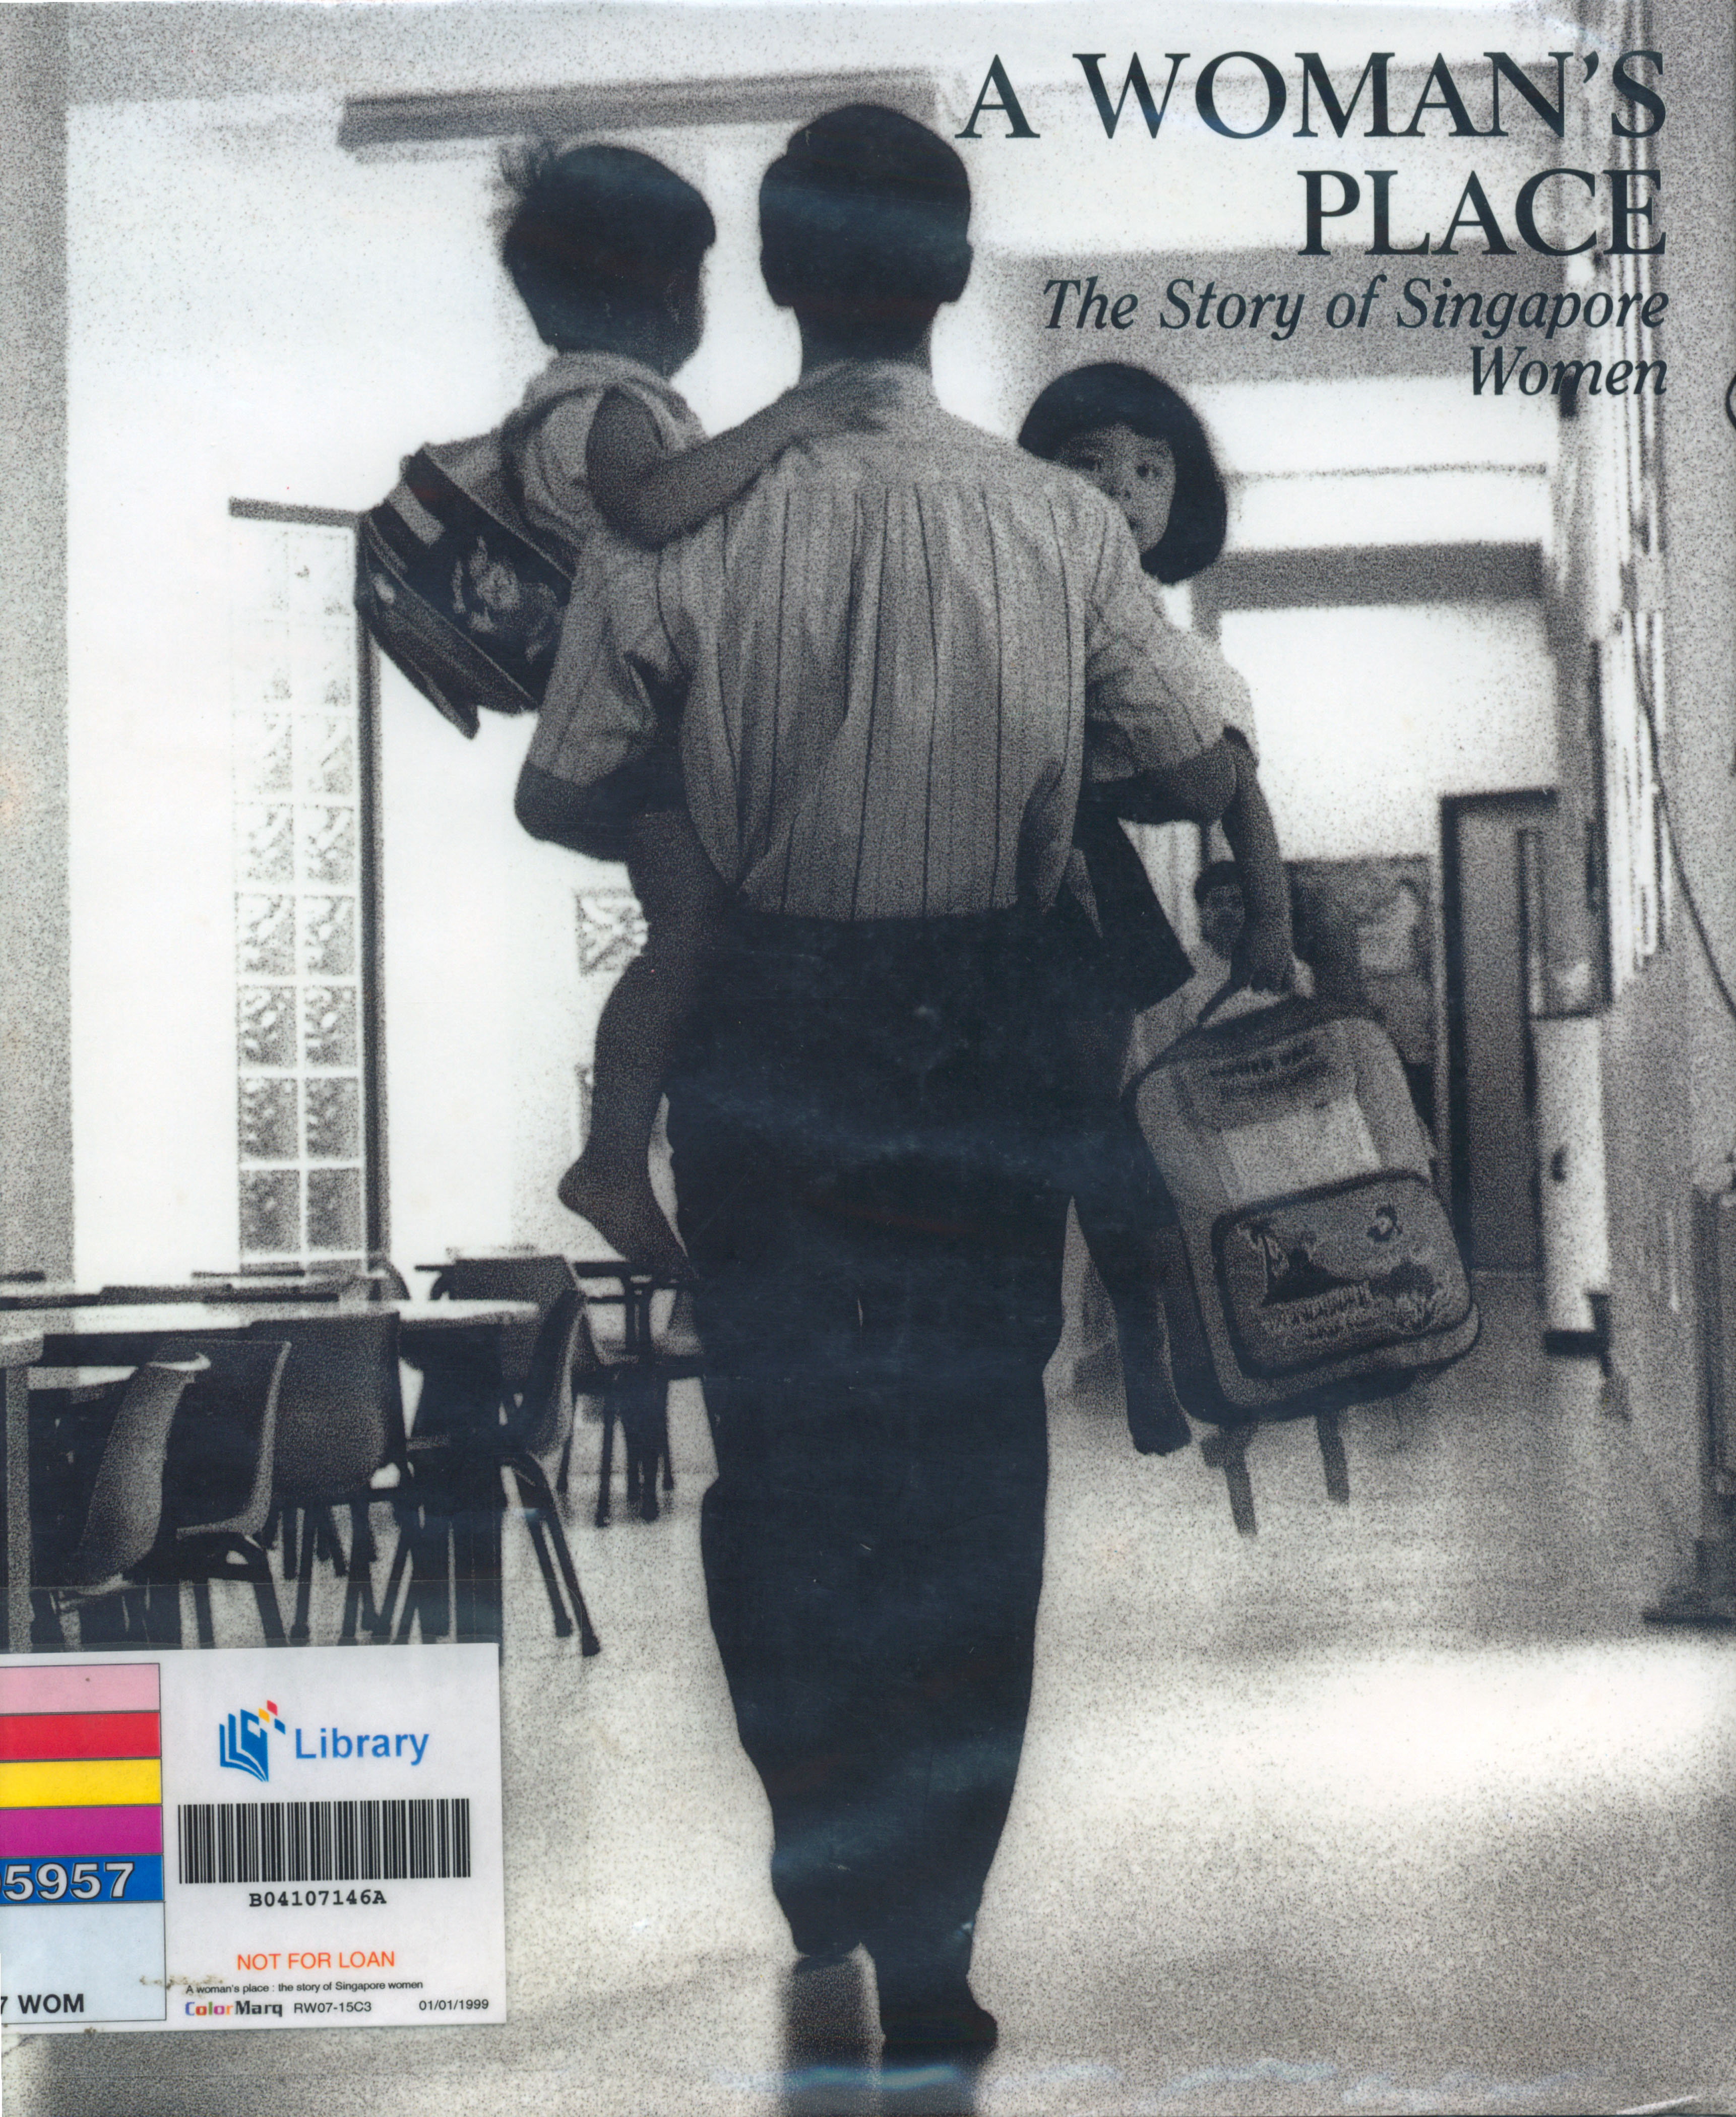 A WOMAN'S
PLACE
The Story of Singapore
Women
Library
5957
B04107146A
NOT FOR LOAN
A woman's place : the story of Singapore women
7 WOM
ColorMarq RW07-15C3 01/01/1999